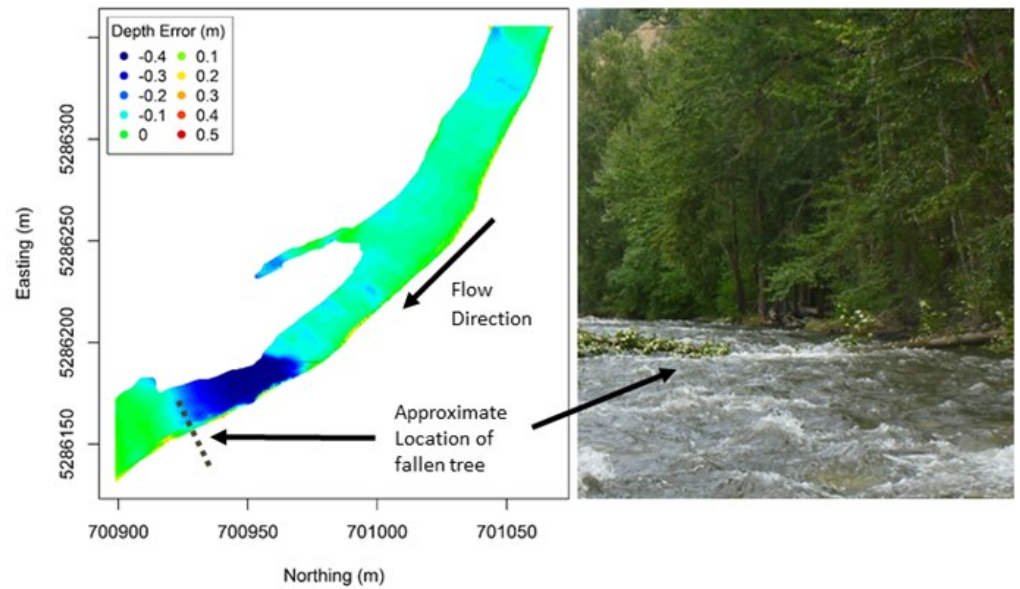 Depth Error (m)
-0.4 0.1
-0.3 0.2
-0.2 0.3
-0.1 0.4
0 0.5
5286300
5286250
5286200
5286150
Easting (m)
Flow
Direction
Approximate
Location of
fallen tree
700900 700950 701000 701050
Northing (m)